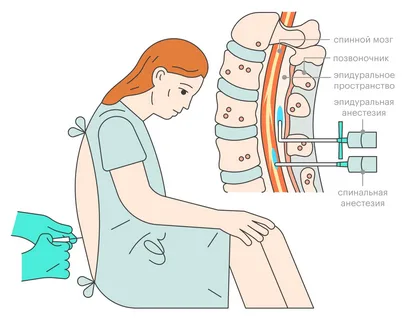 спинной мозг
позвоночник
эпидуральное
пространство
эпидуральная
анестезия
спинальная
анестезия